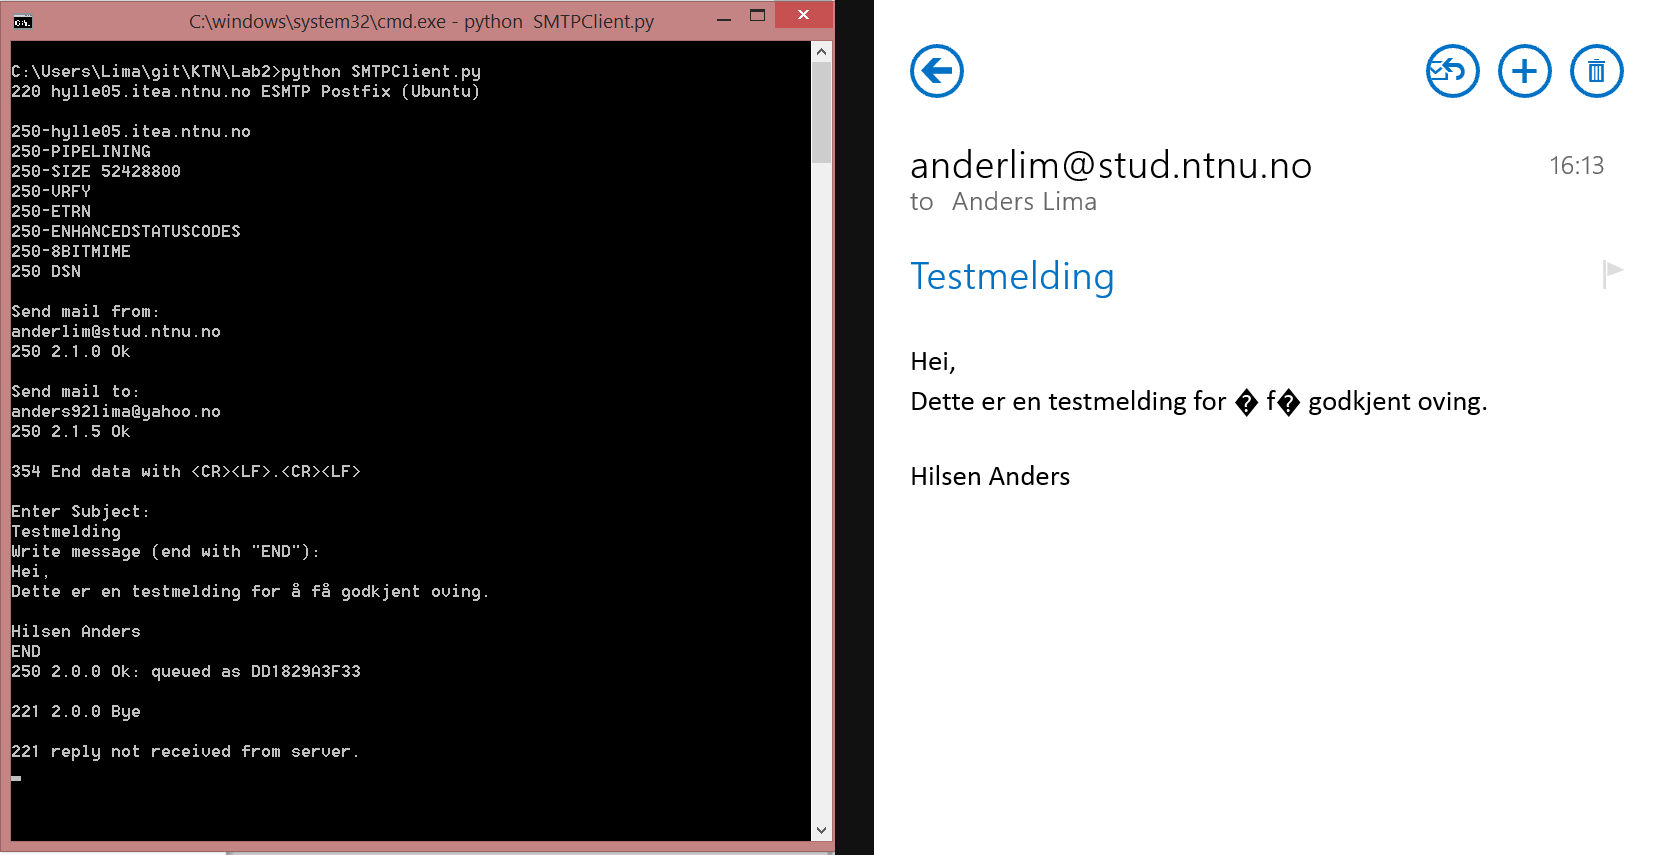 C:\windows\system32\cmd.exe - python  SMTPClient.py
C:\Users\Lima\git\KTN\Lab2>python SMTPClient.py
220 hylle05.itea.ntnu.no ESMTP Postfix (Ubuntu)
250-hylle05.itea.ntnu.no
250-PIPELINING
250-SIZE 52428800
250-VRFY
250-ETRN
250-ENHANCEDSTATUSCODES
250-8BITMIME
250 DSN
Send mail from:
anderlim@stud.ntnu.no
250 2.1.0 Ok
Send mail to:
anders92lima@yahoo.no
250 2.1.5 Ok
354 End data with <CR><LF>.<CR><LF>
Enter Subject:
Testmelding
Write message (end with "END"):
Hei,
Dette er en testmelding for å få godkjent oving.
Hilsen Anders
END
250 2.0.0 Ok: queued as DD1829A3F33
221 2.0.0 Bye
221 reply not received from server.
anderlim@stud.ntnu.no
16:13
to Anders Lima
Testmelding
Hei,
Dette er en testmelding for � f� godkjent oving.
Hilsen Anders